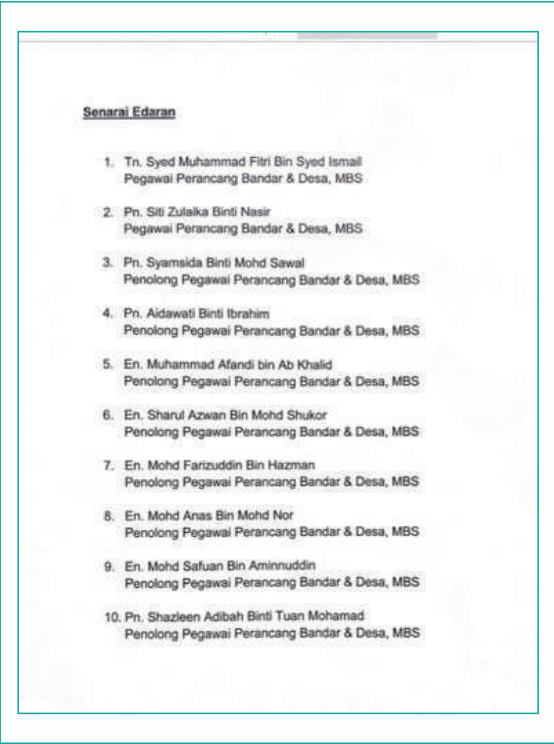 Senarai Edaran
1. Tn. Syed Muhammad Fitri Bin Syed Ismail
Pegawai Perancang Bandar & Desa, MBS
2. Pn. Siti Zulaika Binti Nasir
Pegawai Perancang Bandar & Desa, MBS
3. Pn. Syamsida Binti Mohd Sawal
Penolong Pegawai Perancang Bandar & Desa, MBS
4. Pn. Aidawati Binti Ibrahim
Penolong Pegawai Perancang Bandar & Desa, MBS
5. En. Muhammad Afandi bin Ab Khalid
Penolong Pegawai Perancang Bandar & Desa, MBS
6. En. Sharul Azwan Bin Mohd Shukor
Penolong Pegawai Perancang Bandar & Desa, MBS
7. En. Mohd Farizuddin Bin Hazman
Penolong Pegawai Perancang Bandar & Desa, MBS
8. En. Mohd Anas Bin Mohd Nor
Penolong Pegawai Perancang Bandar & Desa, MBS
9. En. Mohd Safuan Bin Aminnuddin
Penolong Pegawai Perancang Bandar & Desa, MBS
10. Pn. Shazleen Adibah Binti Tuan Mohamad
Penolong Pegawai Perancang Bandar & Desa, MBS